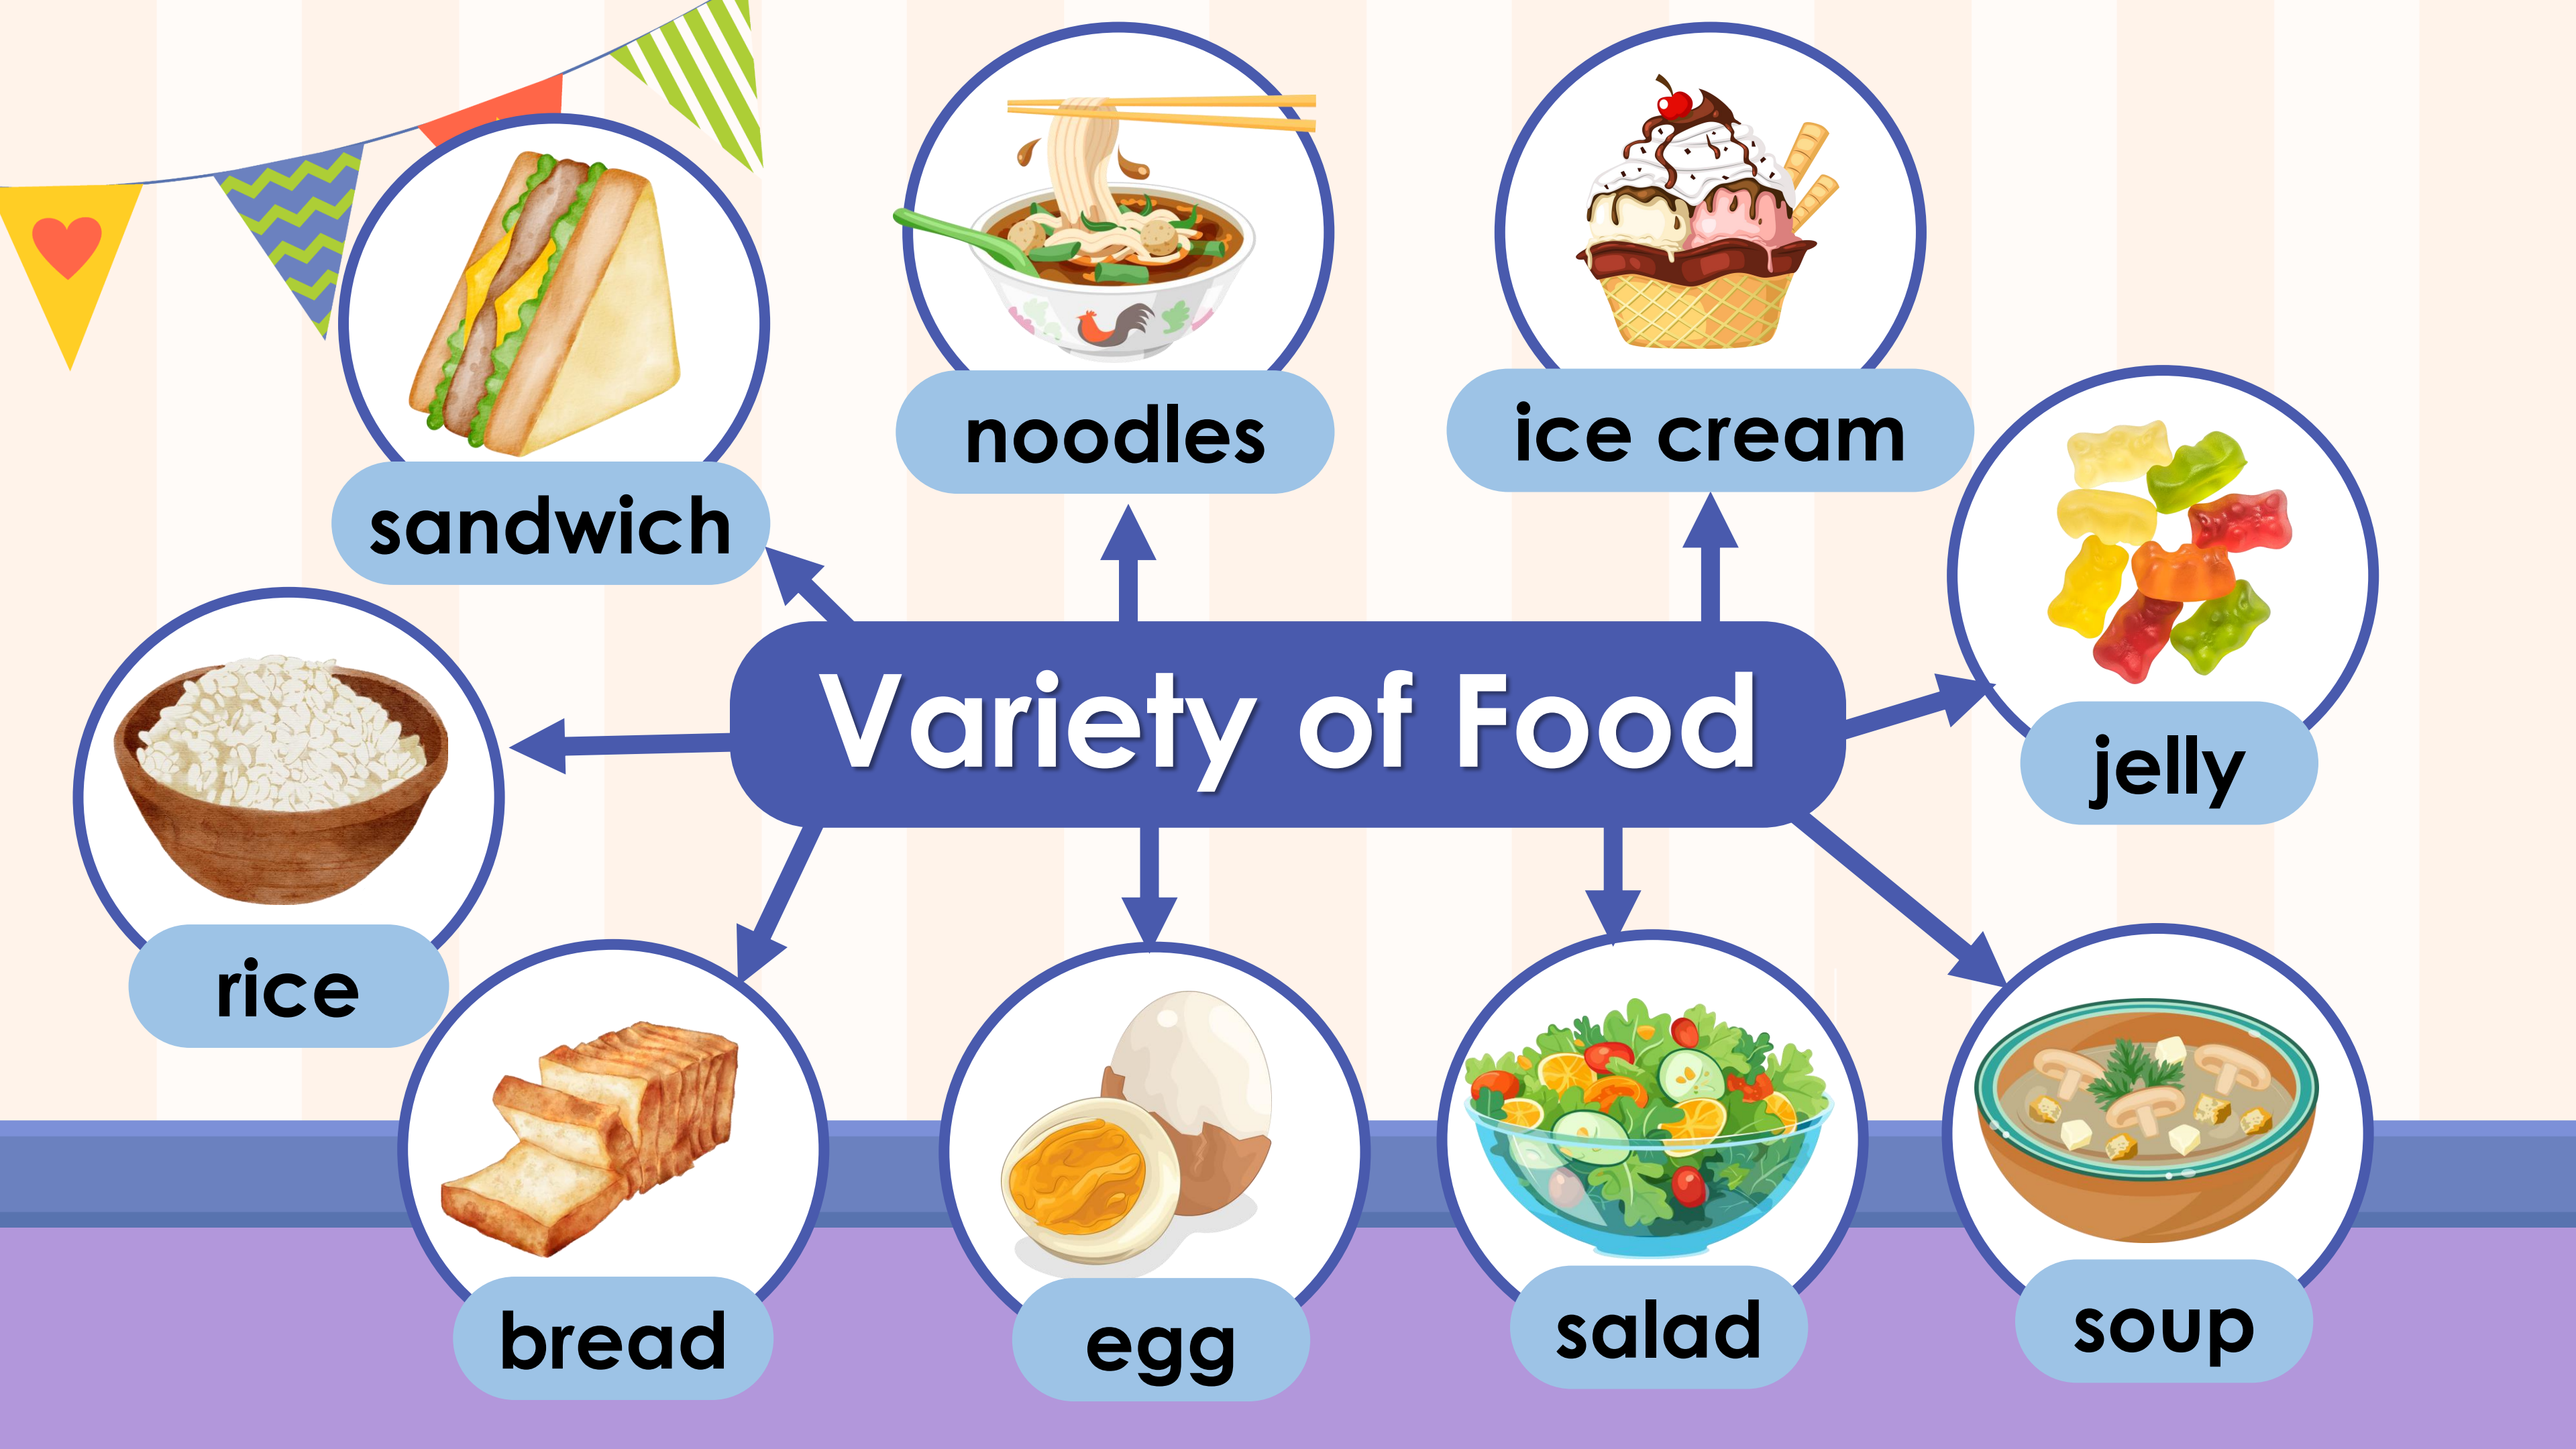 noodles
ice cream
sandwich
Variety of Food
jelly
rice
bread
egg
salad
soup